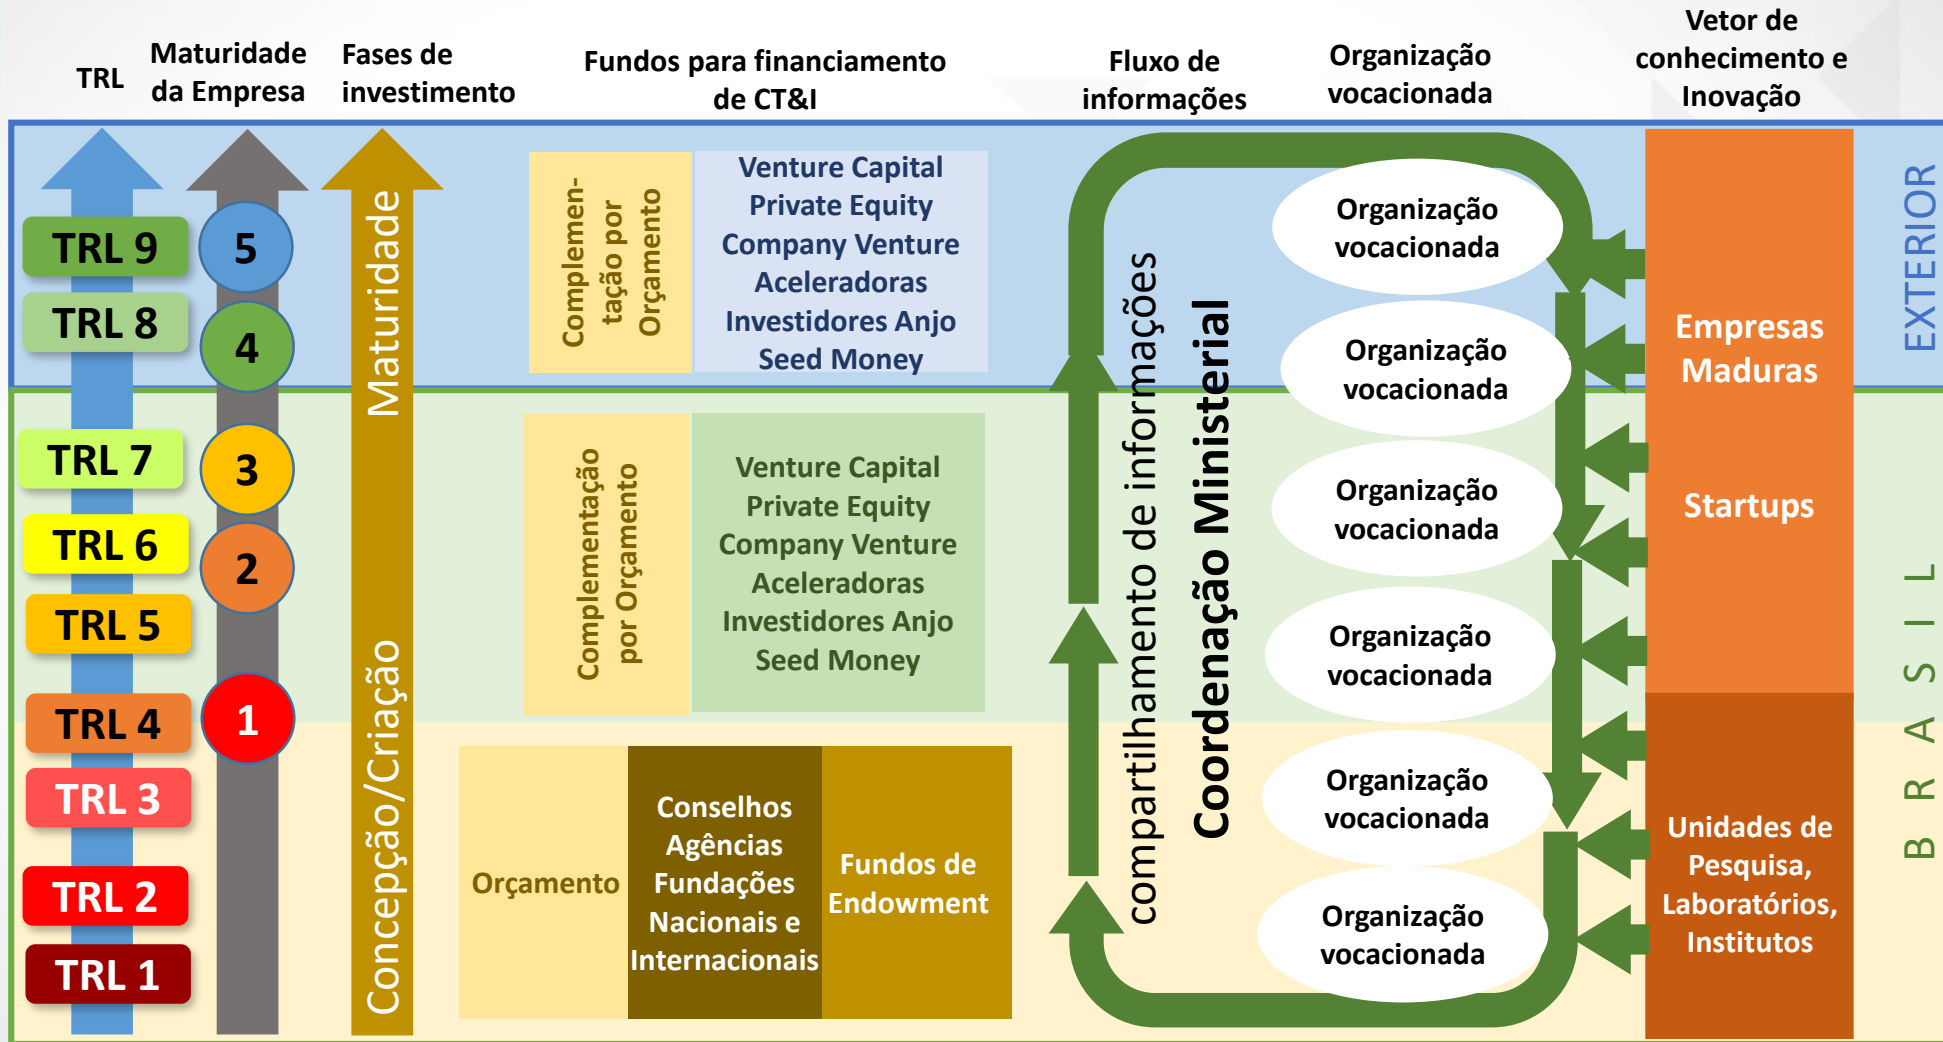 TRL
Maturidade
da Empresa
Fases de
investimento
Fundos para financiamento
de CT&I
Fluxo de
informações
Organização
vocacionada
Vetor de
conhecimento e
Inovação
TRL 9
TRL 8
TRL 7
TRL 6
TRL 5
TRL 4
TRL 3
TRL 2
TRL 1
5
4
3
2
1
Maturidade
Concepção/Criação
Complemen-
tação por
Orçamento
Venture Capital
Private Equity
Company Venture
Aceleradoras
Investidores Anjo
Seed Money
Complementação
por Orçamento
Venture Capital
Private Equity
Company Venture
Aceleradoras
Investidores Anjo
Seed Money
Orçamento
Conselhos
Agências
Fundações
Nacionais e
Internacionais
Fundos de
Endowment
compartilhamento de informações
Coordenação Ministerial
Organização
vocacionada
Organização
vocacionada
Organização
vocacionada
Organização
vocacionada
Organização
vocacionada
Organização
vocacionada
Empresas
Maduras
Startups
Unidades de
Pesquisa,
Laboratórios,
Institutos
EXTERIOR
BRASIL